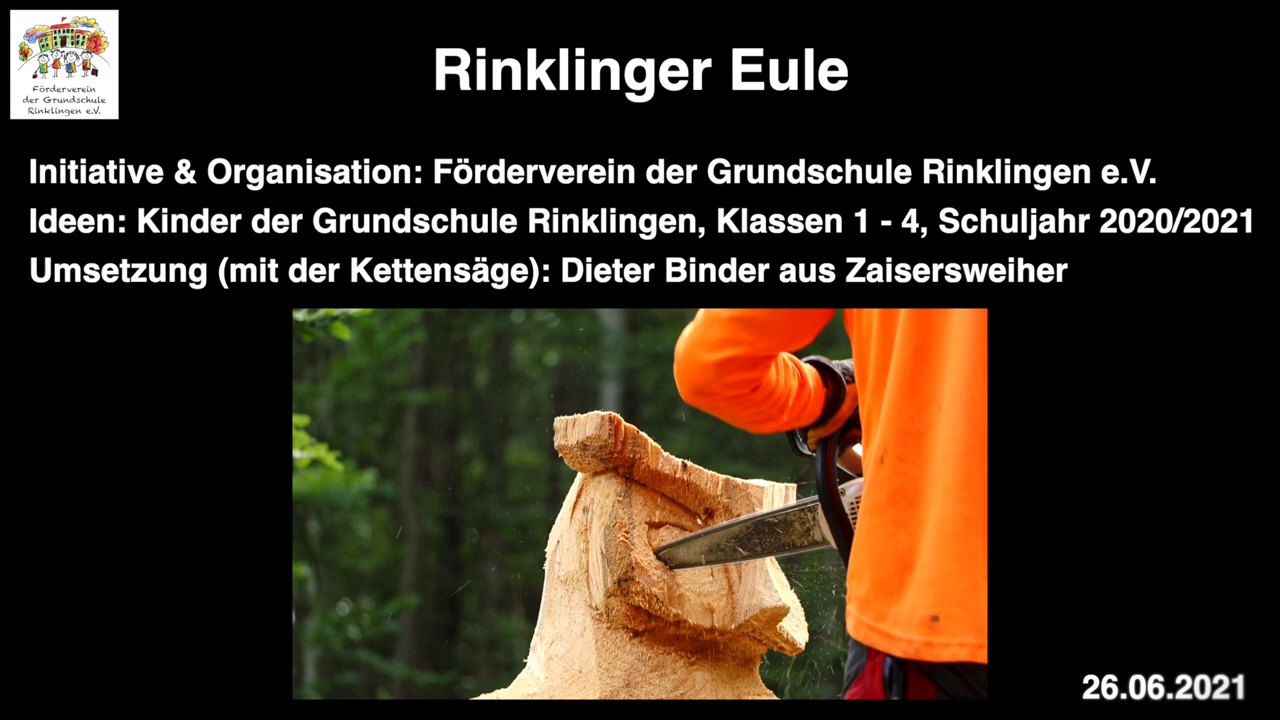 Förderverein
der Grundschule
Rinklingen e.V.
Rinklinger Eule
Initiative & Organisation: Förderverein der Grundschule Rinklingen e.V.
Ideen: Kinder der Grundschule Rinklingen, Klassen 1 - 4, Schuljahr 2020/2021
Umsetzung (mit der Kettensäge): Dieter Binder aus Zaisersweiher
26.06.2021